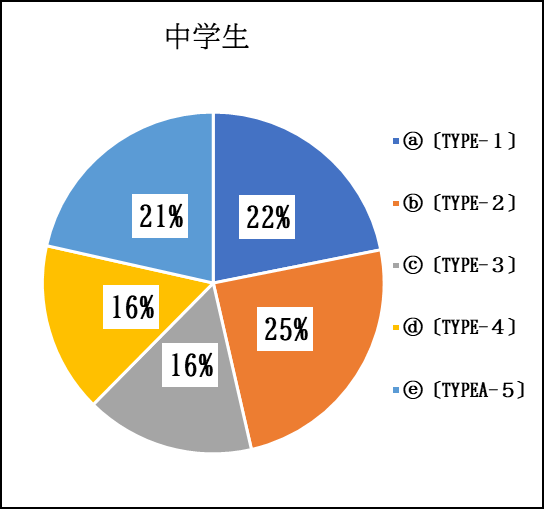 中学生
ⓐ〔TYPE-１〕
ⓑ〔TYPE-２〕
ⓒ〔TYPE-３〕
ⓓ〔TYPE-４〕
ⓔ〔TYPEA-５〕
22%
25%
16%
16%
21%